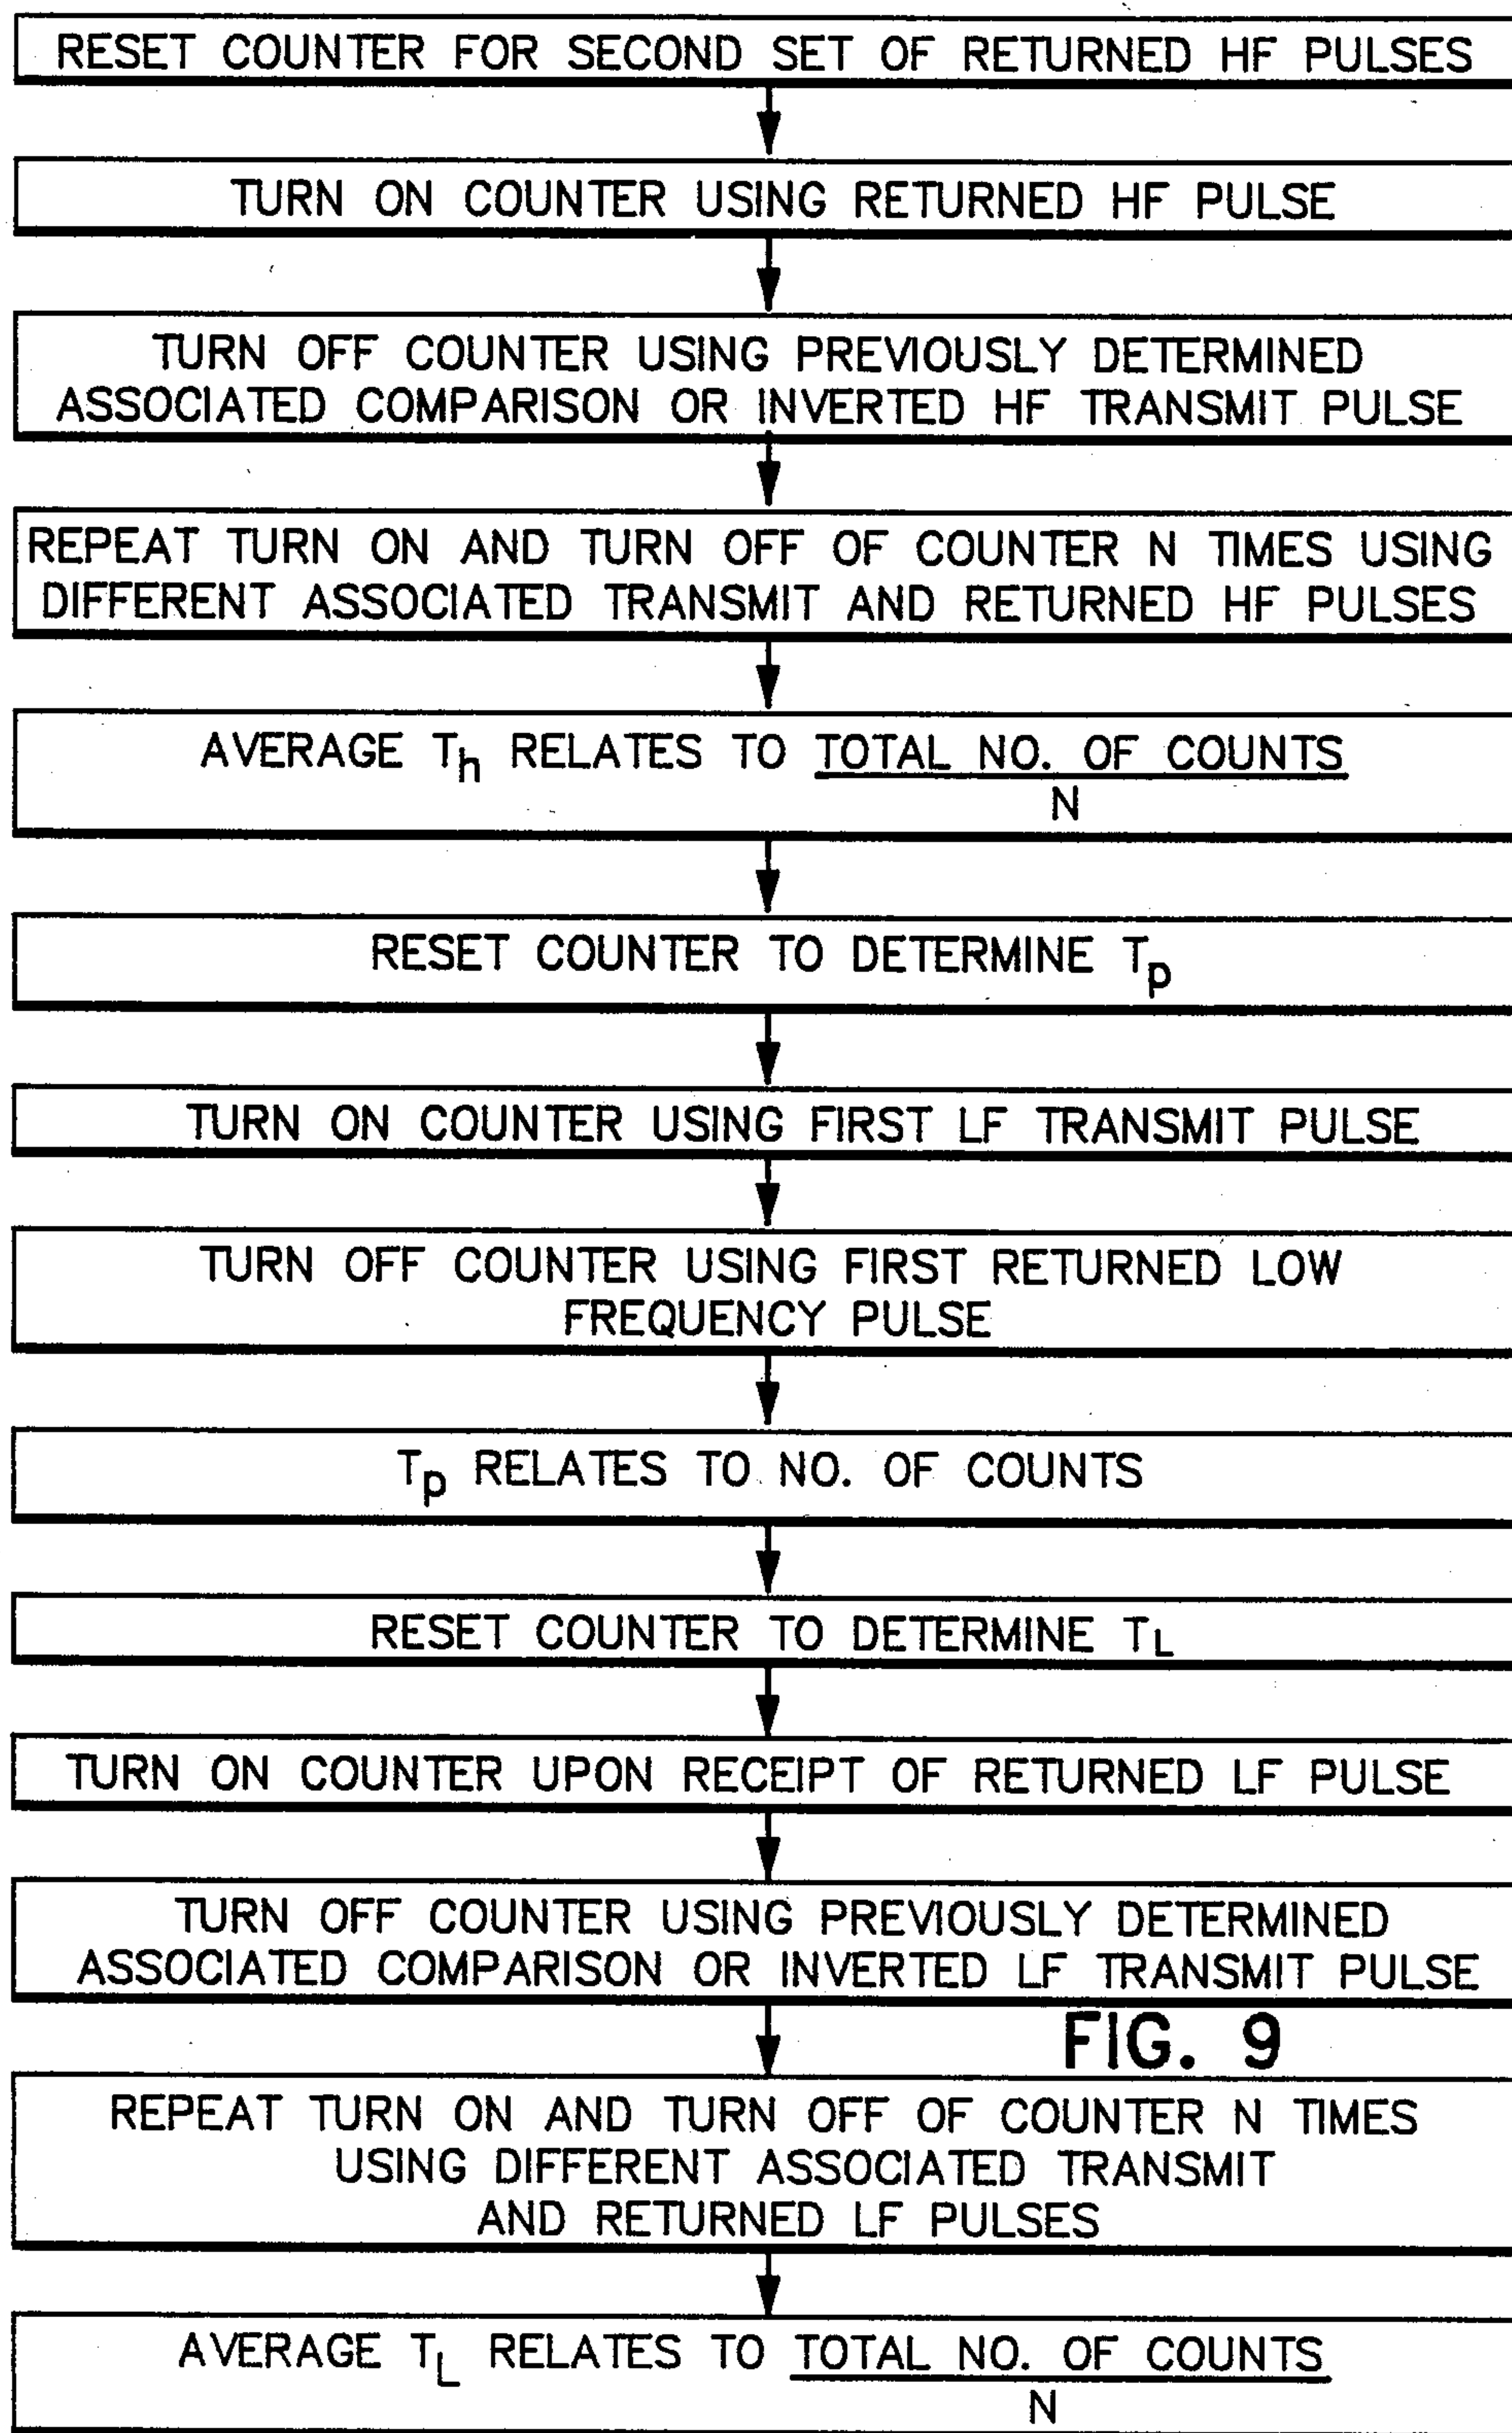 RESET COUNTER FOR SECOND SET OF RETURNED HF PULSES
TURN ON COUNTER USING RETURNED HF PULSE
TURN OFF COUNTER USING PREVIOUSLY DETERMINED
ASSOCIATED COMPARISON OR INVERTED HF TRANSMIT PULSE
REPEAT TURN ON AND TURN OFF OF COUNTER N TIMES USING
DIFFERENT ASSOCIATED TRANSMIT AND RETURNED HF PULSES
AVERAGE Th RELATES TO TOTAL NO. OF COUNTS
N
RESET COUNTER TO DETERMINE Tp
TURN ON COUNTER USING FIRST LF TRANSMIT PULSE
TURN OFF COUNTER USING FIRST RETURNED LOW
FREQUENCY PULSE
Tp RELATES TO NO. OF COUNTS
RESET COUNTER TO DETERMINE TL
TURN ON COUNTER UPON RECEIPT OF RETURNED LF PULSE
TURN OFF COUNTER USING PREVIOUSLY DETERMINED
ASSOCIATED COMPARISON OR INVERTED LF TRANSMIT PULSE
FIG. 9
REPEAT TURN ON AND TURN OFF OF COUNTER N TIMES
USING DIFFERENT ASSOCIATED TRANSMIT
AND RETURNED LF PULSES
AVERAGE TL RELATES TO TOTAL NO. OF COUNTS
N